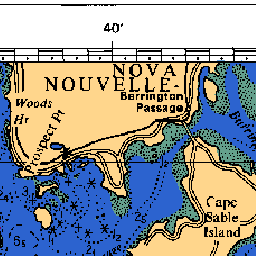 40'
NOVA
NOUVELLE-
Barrington
Passage
Woods
Hr
Prospect Pt
Cape
Sable
Island